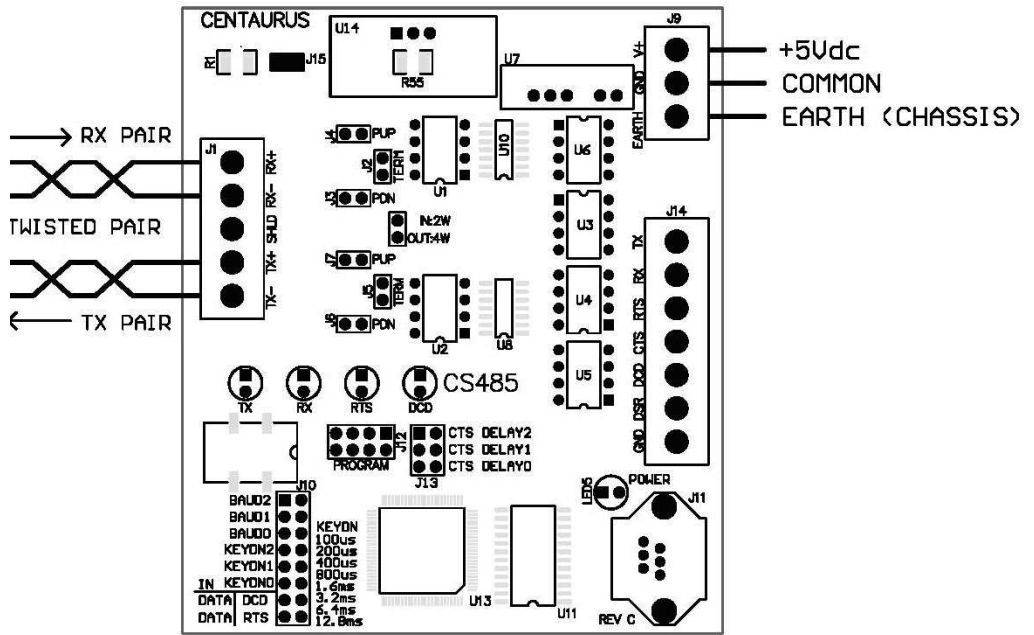 CENTAURUS
R1
J15
U14
R55
U7
J9
V+
GND
EARTH
+5Vdc
COMMON
EARTH (CHASSIS)
RX PAIR
TWISTED PAIR
TX PAIR
J1
RX+
RX-
SHLD
TX+
TX-
J4
PUP
J2
TERM
J3
PDN
IN:2W
OUT:4W
J7
PUP
J5
TERM
J6
PDN
U1
U10
U6
U3
U2
U8
U4
U5
J14
TX
RX
RTS
CTS
DCD
DSR
GND
TX
RX
RTS
DCD
CS485
J12
PROGRAM
CTS DELAY2
CTS DELAY1
CTS DELAY0
J13
J10
BAUD2
BAUD1
BAUD0
KEYON2
KEYON1
IN KEYON0
DATA DCD
DATA RTS
KEYON
100us
200us
400us
800us
1.6ms
3.2ms
6.4ms
12.8ms
U13
U11
LED5
POWER
J11
REV C